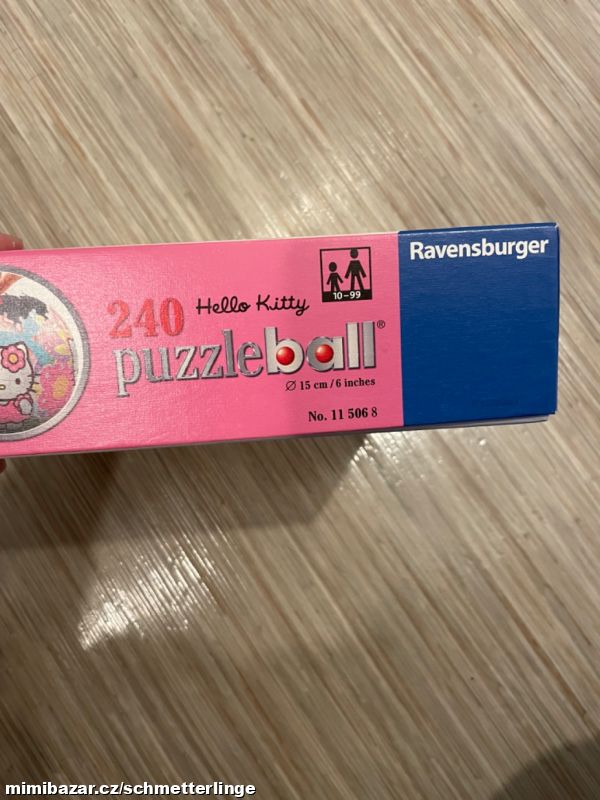 Ravensburger
10-99
240 Hello Kitty
puzzleball®
Ø 15 cm / 6 inches
No. 11 506 8
mimibazar.cz/schmetterlinge